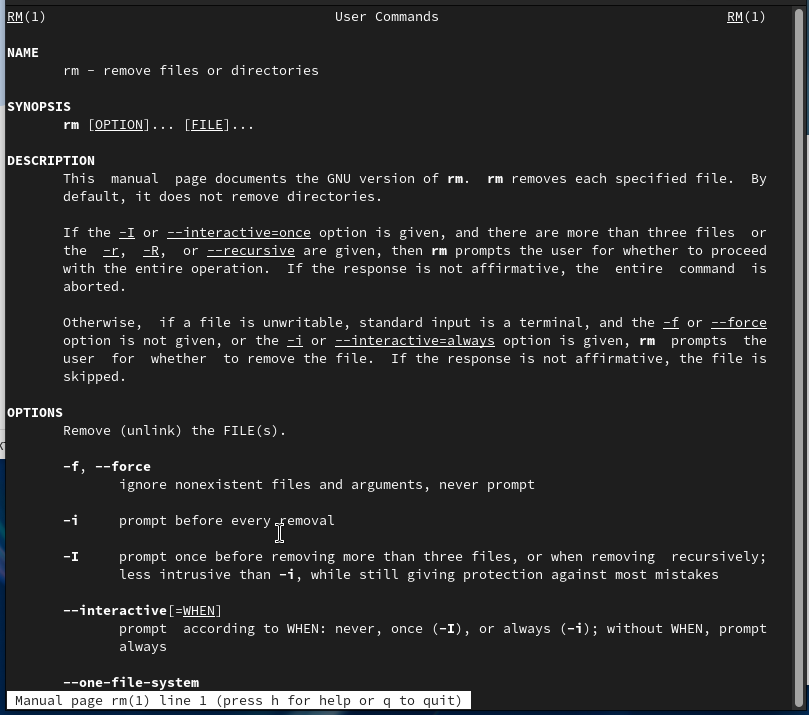 RM(1) User Commands RM(1)
NAME
rm - remove files or directories
SYNOPSIS
rm [OPTION]... [FILE]...
DESCRIPTION
This manual page documents the GNU version of rm. rm removes each specified file. By
default, it does not remove directories.
If the -I or --interactive=once option is given, and there are more than three files or
the -r, -R, or --recursive are given, then rm prompts the user for whether to proceed
with the entire operation. If the response is not affirmative, the entire command is
aborted.
Otherwise, if a file is unwritable, standard input is a terminal, and the -f or --force
option is not given, or the -i or --interactive=always option is given, rm prompts the
user for whether to remove the file. If the response is not affirmative, the file is
skipped.
OPTIONS
Remove (unlink) the FILE(s).
-f, --force
ignore nonexistent files and arguments, never prompt
-i prompt before every removal
-I prompt once before removing more than three files, or when removing recursively;
less intrusive than -i, while still giving protection against most mistakes
--interactive[=WHEN]
prompt according to WHEN: never, once (-I), or always (-i); without WHEN, prompt
always
--one-file-system
Manual page rm(1) line 1 (press h for help or q to quit)